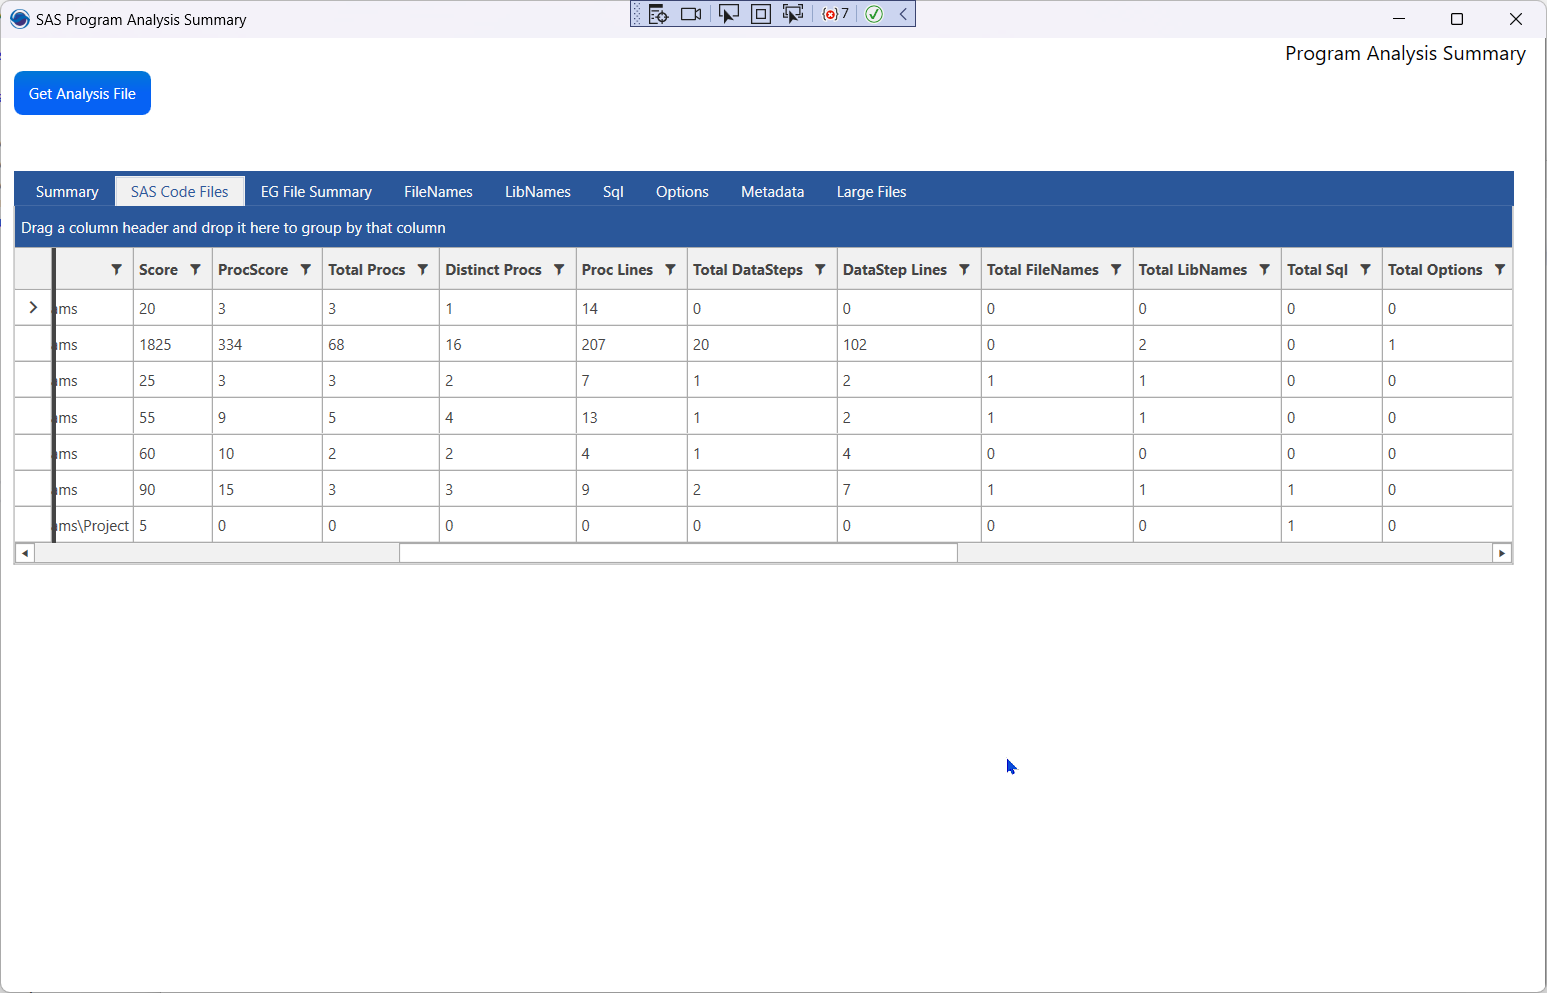 SAS Program Analysis Summary
7
Program Analysis Summary
Get Analysis File
Summary SAS Code Files EG File Summary FileNames LibNames Sql Options Metadata Large Files
Drag a column header and drop it here to group by that column
Score ProcScore Total Procs Distinct Procs Proc Lines Total DataSteps DataStep Lines Total FileNames Total LibNames Total Sql Total Options
ams 20 3 3 1 14 0 0 0 0 0 0
ams 1825 334 68 16 207 20 102 0 2 0 1
ams 25 3 3 2 7 1 2 1 1 0 0
ams 55 9 5 4 13 1 2 1 1 0 0
ams 60 10 2 2 4 1 4 0 0 0 0
ams 90 15 3 3 9 2 7 1 1 1 0
ams\Project 5 0 0 0 0 0 0 0 0 1 0